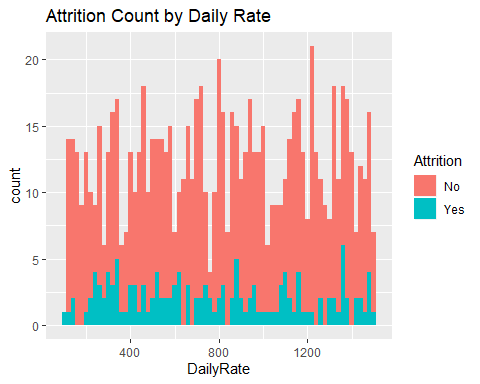 Attrition Count by Daily Rate
20
15
10
5
0
count
400
800
1200
DailyRate
Attrition
No
Yes